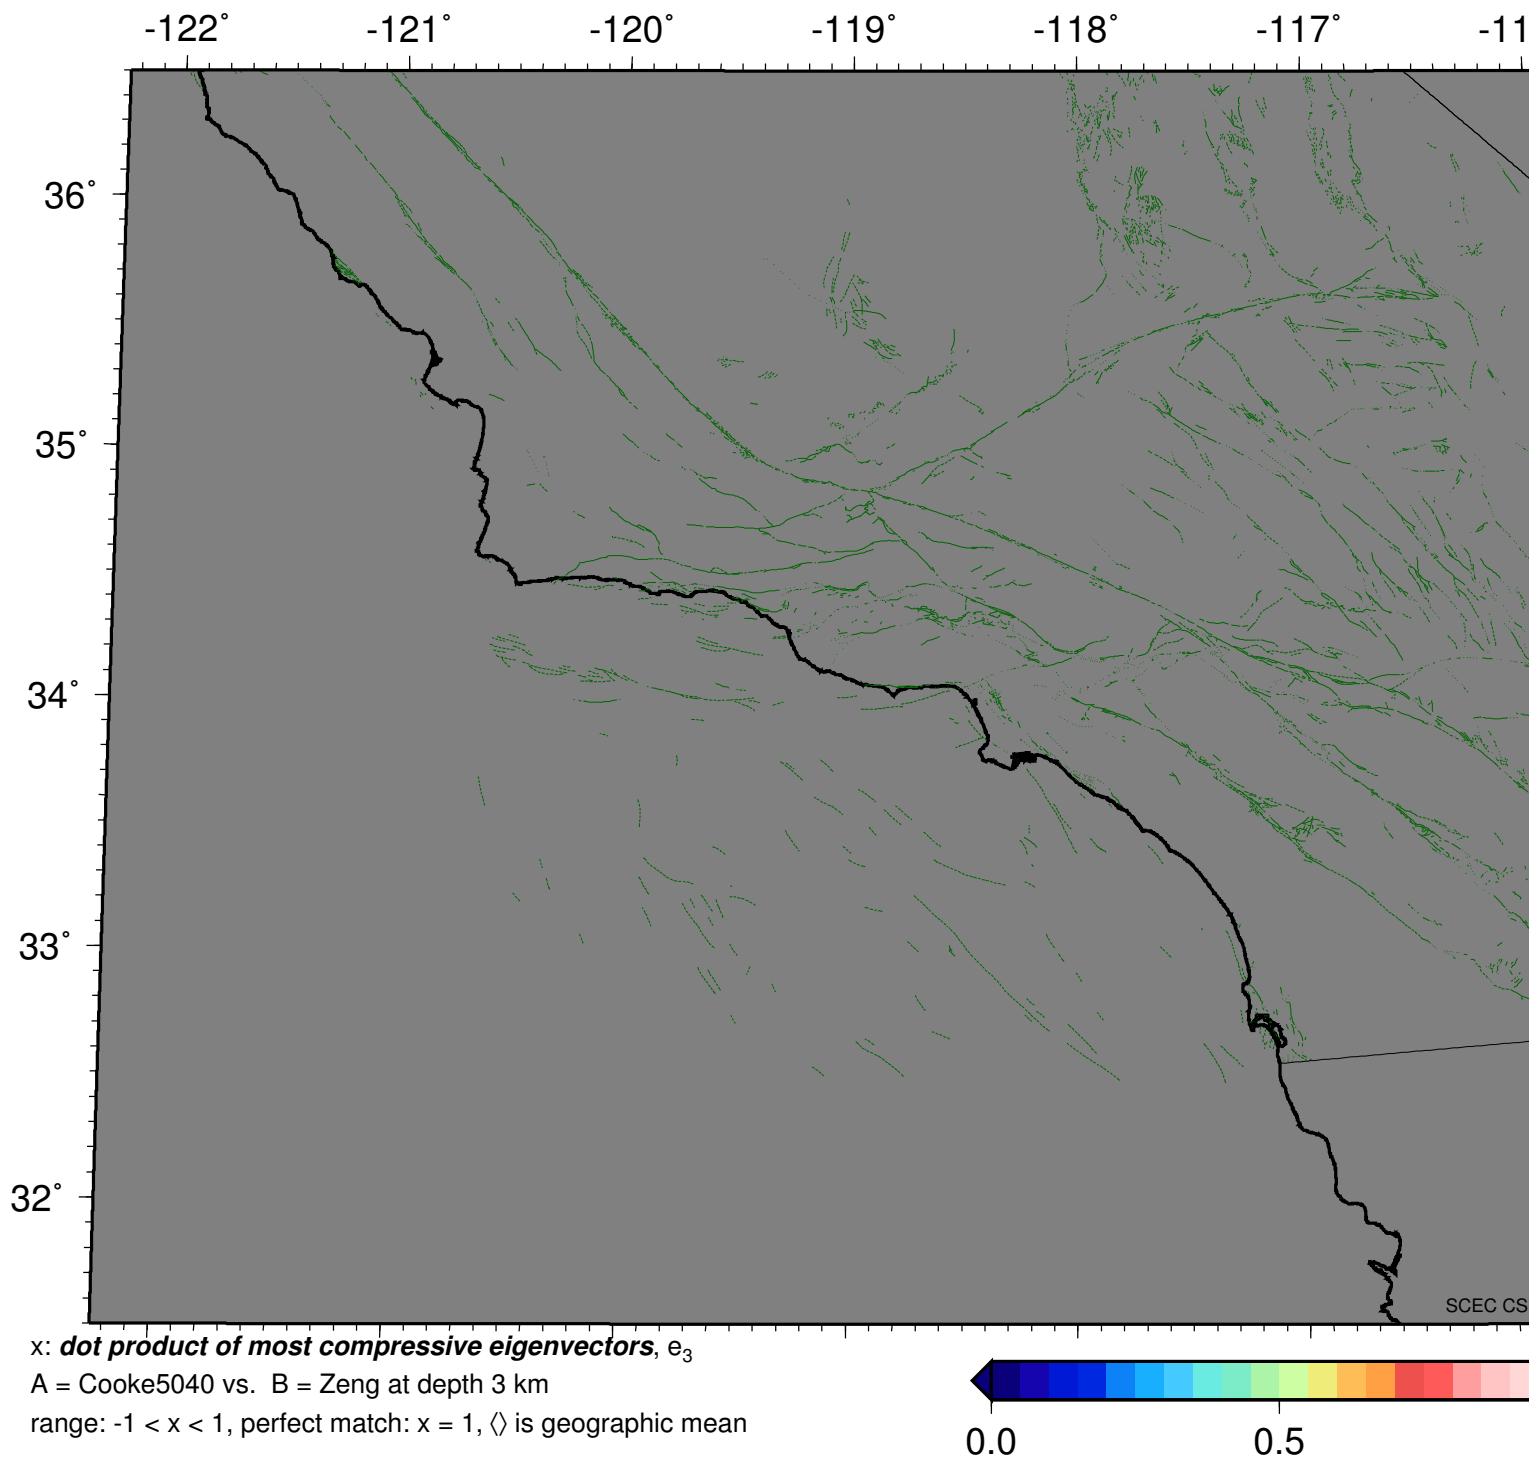 -122˚ -121˚ -120˚ -119˚ -118˚ -117˚ -11
36˚
35˚
34˚
33˚
32˚
SCEC CS
x: dot product of most compressive eigenvectors, e3
A = Cooke5040 vs. B = Zeng at depth 3 km
range: -1 < x < 1, perfect match: x = 1, ⟨⟩ is geographic mean
0.0 0.5